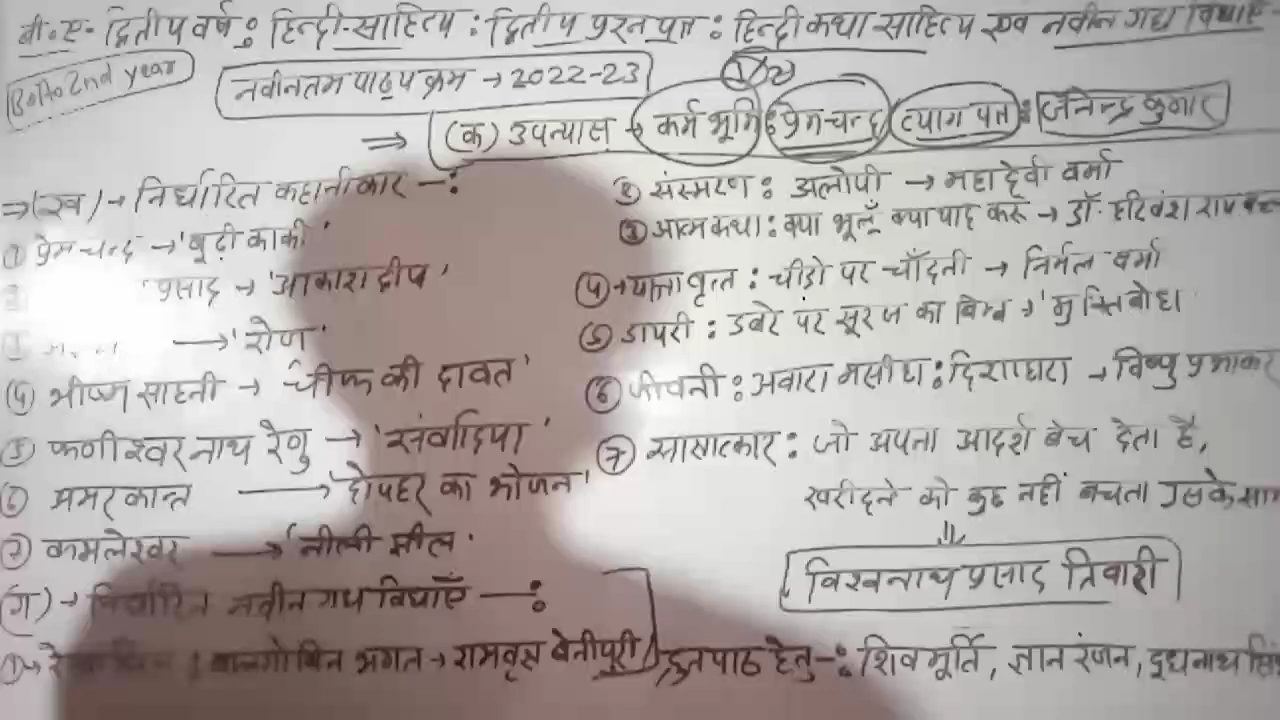 बी.ए. द्वितीय वर्ष : हिन्दी-साहित्य : द्वितीय प्रश्न पत्र : हिन्दी कथा साहित्य एवं नवीन गद्य विधाएँ
B.A. 2nd year
नवीनतम पाठ्यक्रम → 2022-23
⇒ (क) उपन्यास → कर्मभूमि : प्रेमचन्द त्याग पत्र : जैनेन्द्र कुमार
⇒ (ख) → निर्धारित कहानीकार –:
① प्रेमचन्द → 'बूढ़ी काकी'
प्रसाद → 'आकाशदीप'
→ 'रोज'
④ भीष्म साहनी → 'चीफ की दावत'
⑤ फणीश्वर नाथ रेणु → 'संवदिया'
⑥ अमरकान्त → 'दोपहर का भोजन'
⑦ कमलेश्वर → 'नीली झील'
(ग) → निर्धारित नवीन गद्य विधाएँ –:
① → : बालगोबिन भगत → रामवृक्ष बेनीपुरी
② संस्मरण : अलोपी → महादेवी वर्मा
③ आत्मकथा : क्या भूलूँ क्या याद करूं → डॉ. हरिवंश राय
④ → यात्रा वृत्त : चीड़ो पर चाँदनी → निर्मल वर्मा
⑤ डायरी : डबरे पर सूरज का बिम्ब → 'मुक्तिबोध'
⑥ जीवनी : अवारा मसीहा : दिशाहारा → विष्णु प्रभाकर
⑦ साक्षात्कार : जो अपना आदर्श बेच देता है,
खरीदने को कुछ नहीं बचता उसके
विश्वनाथ प्रसाद तिवारी
द्रुतपाठ हेतु –: शिवमूर्ति, ज्ञानरंजन, दूधनाथ सिंह